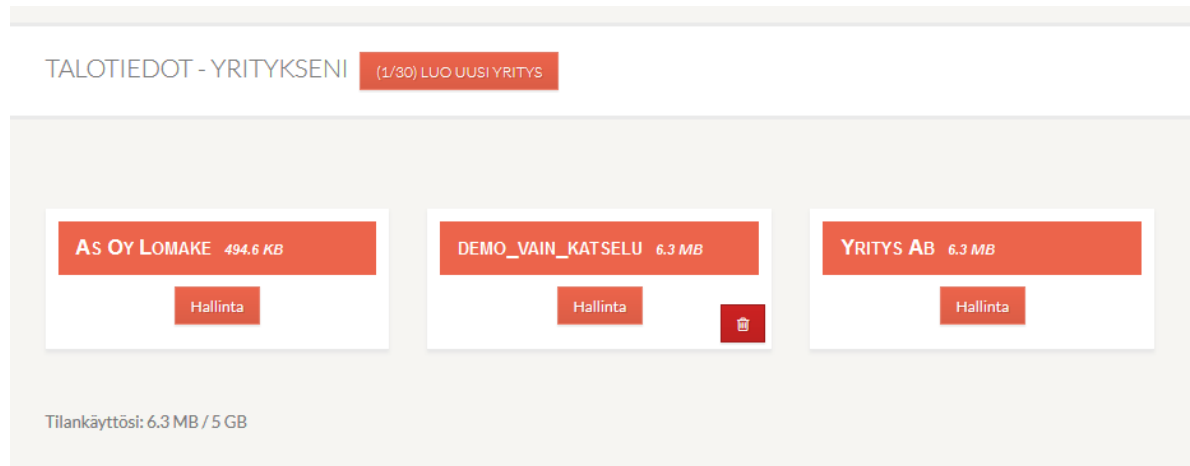 TALOTIEDOT - YRITYKSENI (1/30) LUO UUSI YRITYS
AS OY LOMAKE 494.6 KB
DEMO_VAIN_KATSELU 6.3 MB
YRITYS AB 6.3 MB
Hallinta
Hallinta
Hallinta
Tilankäyttösi: 6.3 MB / 5 GB